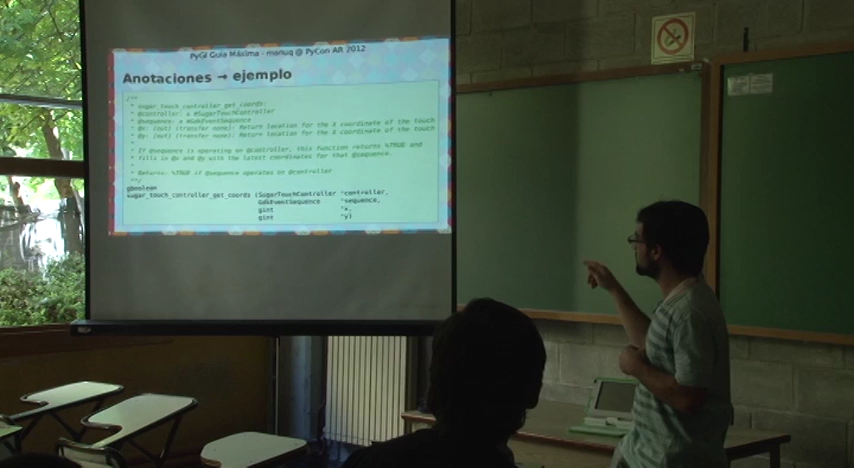 PyGI Guía Máxima - manuq @ PyCon AR 2012
Anotaciones → ejemplo
/**
* sugar_touch_controller_get_coords:
* @controller: a #SugarTouchController
* @sequence: a #GdkEventSequence
* @x: (out) (transfer none): Return location for the X coordinate of the touch
* @y: (out) (transfer none): Return location for the X coordinate of the touch
*
* If @sequence is operating on @controller, this function returns %TRUE and
* fills in @x and @y with the latest coordinates for that @sequence.
*
* Returns: %TRUE if @sequence operates on @controller
**/
gboolean
sugar_touch_controller_get_coords (SugarTouchController *controller,
GdkEventSequence *sequence,
gint *x,
gint *y)